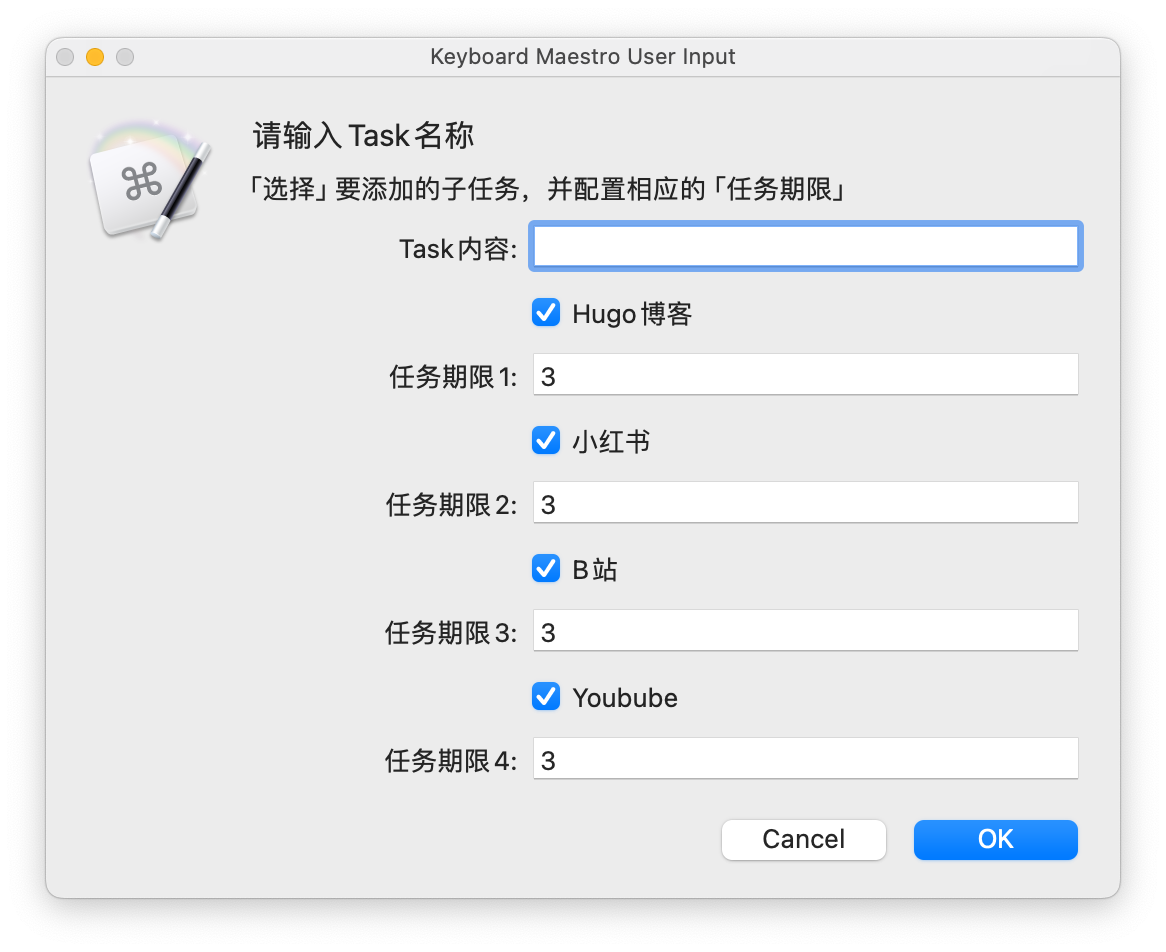 Keyboard Maestro User Input
请输入 Task 名称
「选择」要添加的子任务，并配置相应的「任务期限」
Task 内容:
Hugo 博客
任务期限 1: 3
小红书
任务期限 2: 3
B 站
任务期限 3: 3
Youbube
任务期限 4: 3
Cancel OK